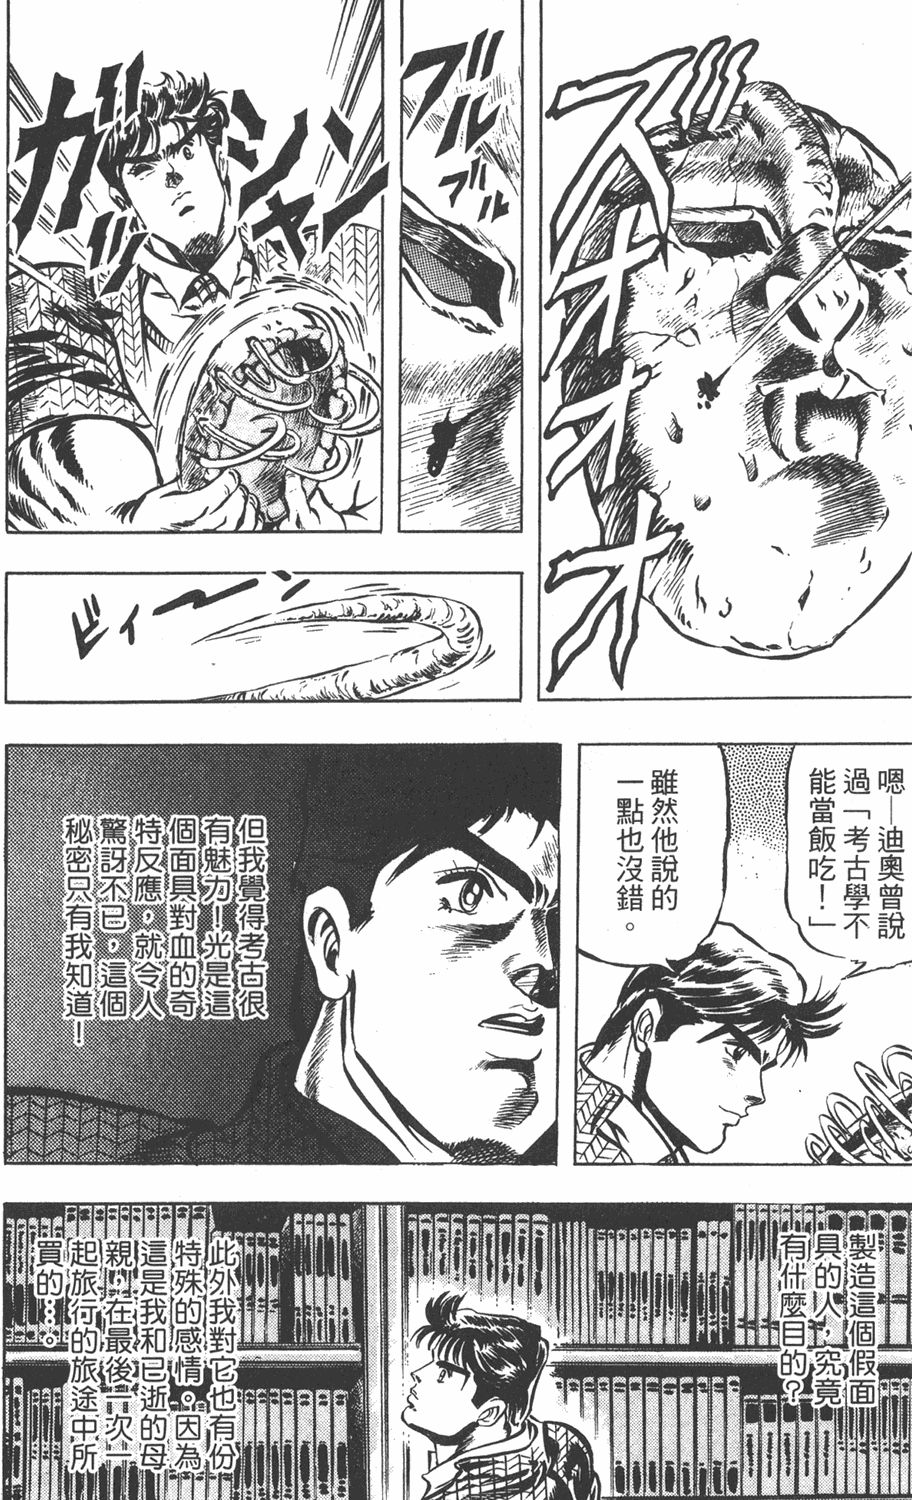 ズズ
オオオオ
ブル
ブル
ガガッ
シャン
ビィーン
嗯—迪奧曾說
過「考古學不
能當飯吃！」
雖然他說的
一點也沒錯。
但我覺得考古很
有魅力！光是這
個面具對血的奇
特反應，就令人
驚訝不已，這個
秘密只有我知道！
製造這個假面
具的人，究竟
有什麼目的？
此外我對它也有份
特殊的感情。因為
這是我和已逝的母
親，在最後一次一
起旅行的旅途中所
買的…。